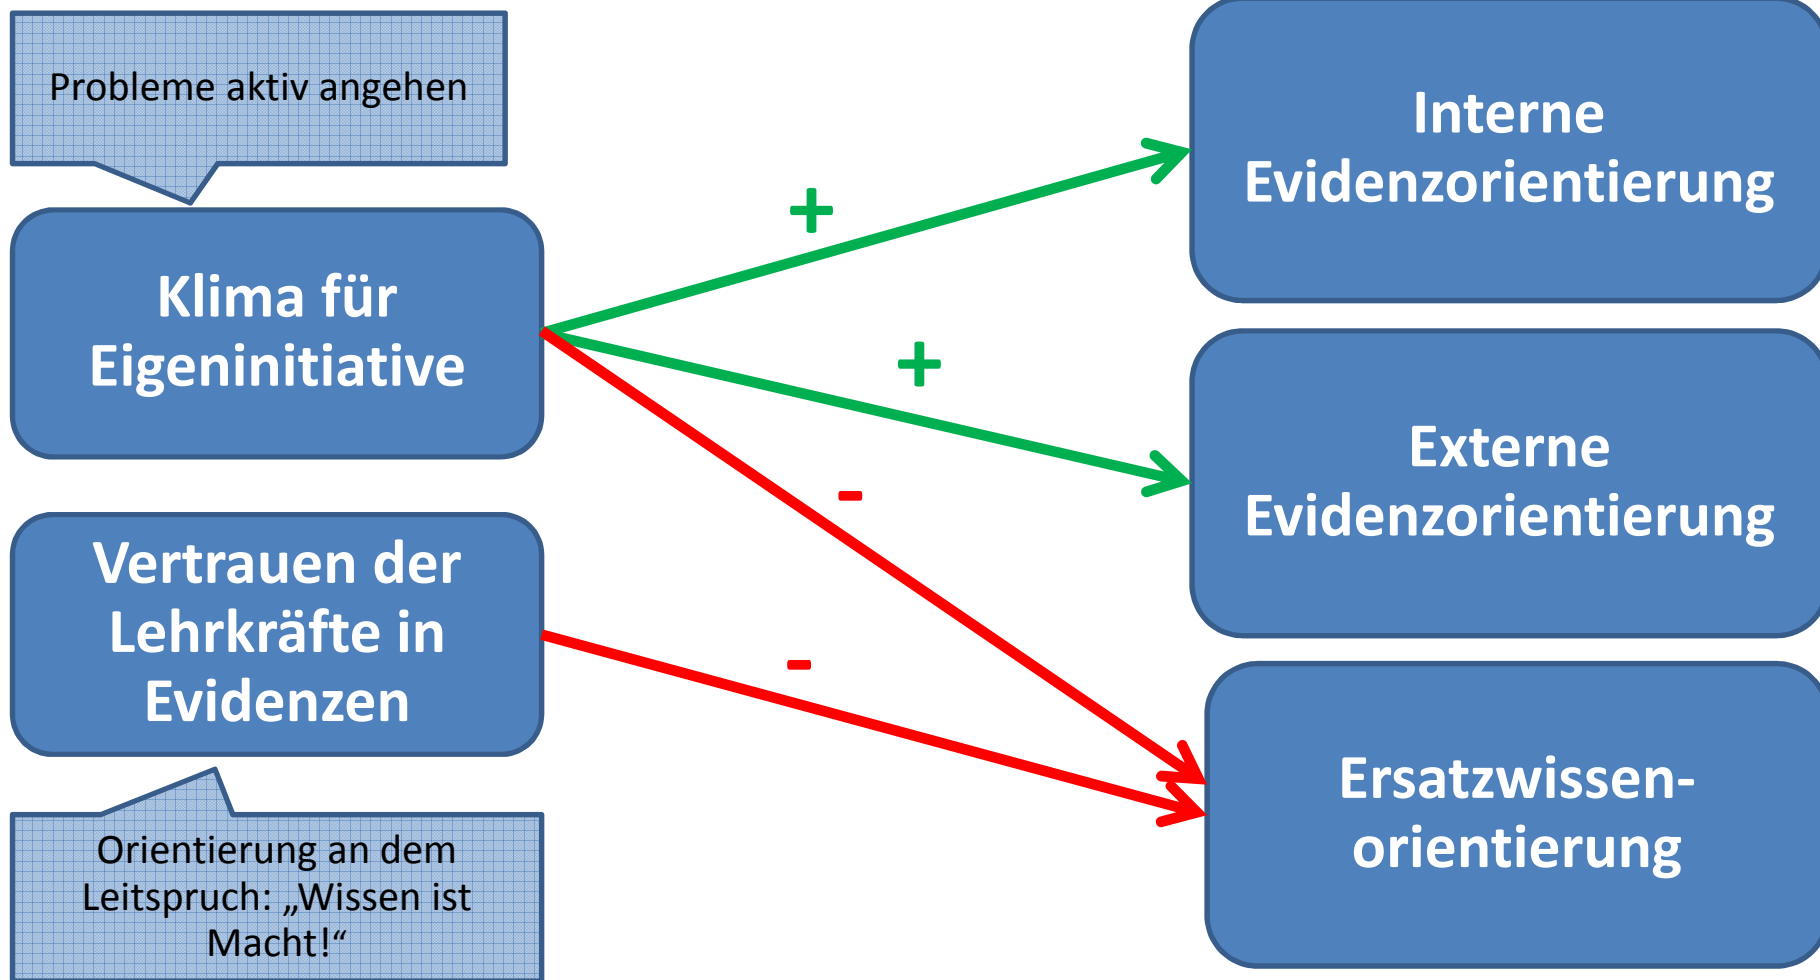 Probleme aktiv angehen
Klima für
Eigeninitiative
Vertrauen der
Lehrkräfte in
Evidenzen
Orientierung an dem
Leitspruch: „Wissen ist
Macht!“
+
+
-
-
Interne
Evidenzorientierung
Externe
Evidenzorientierung
Ersatzwissen-
orientierung